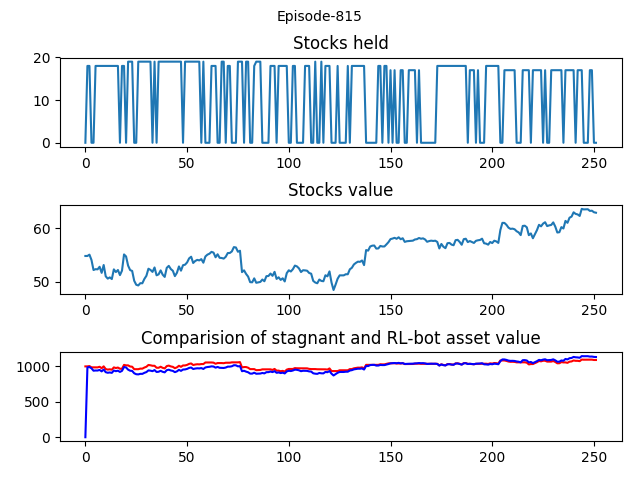 Episode-815
Stocks held
20
10
0
0 50 100 150 200 250
Stocks value
60
50
0 50 100 150 200 250
Comparision of stagnant and RL-bot asset value
1000
500
0
0 50 100 150 200 250